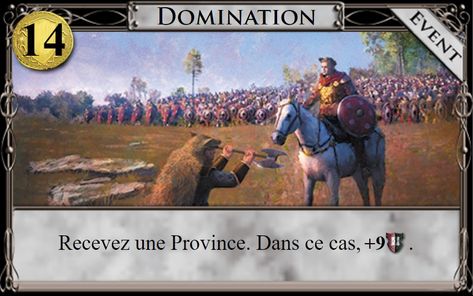 DOMINATION
14
EVENT
Recevez une Province. Dans ce cas, +9 .